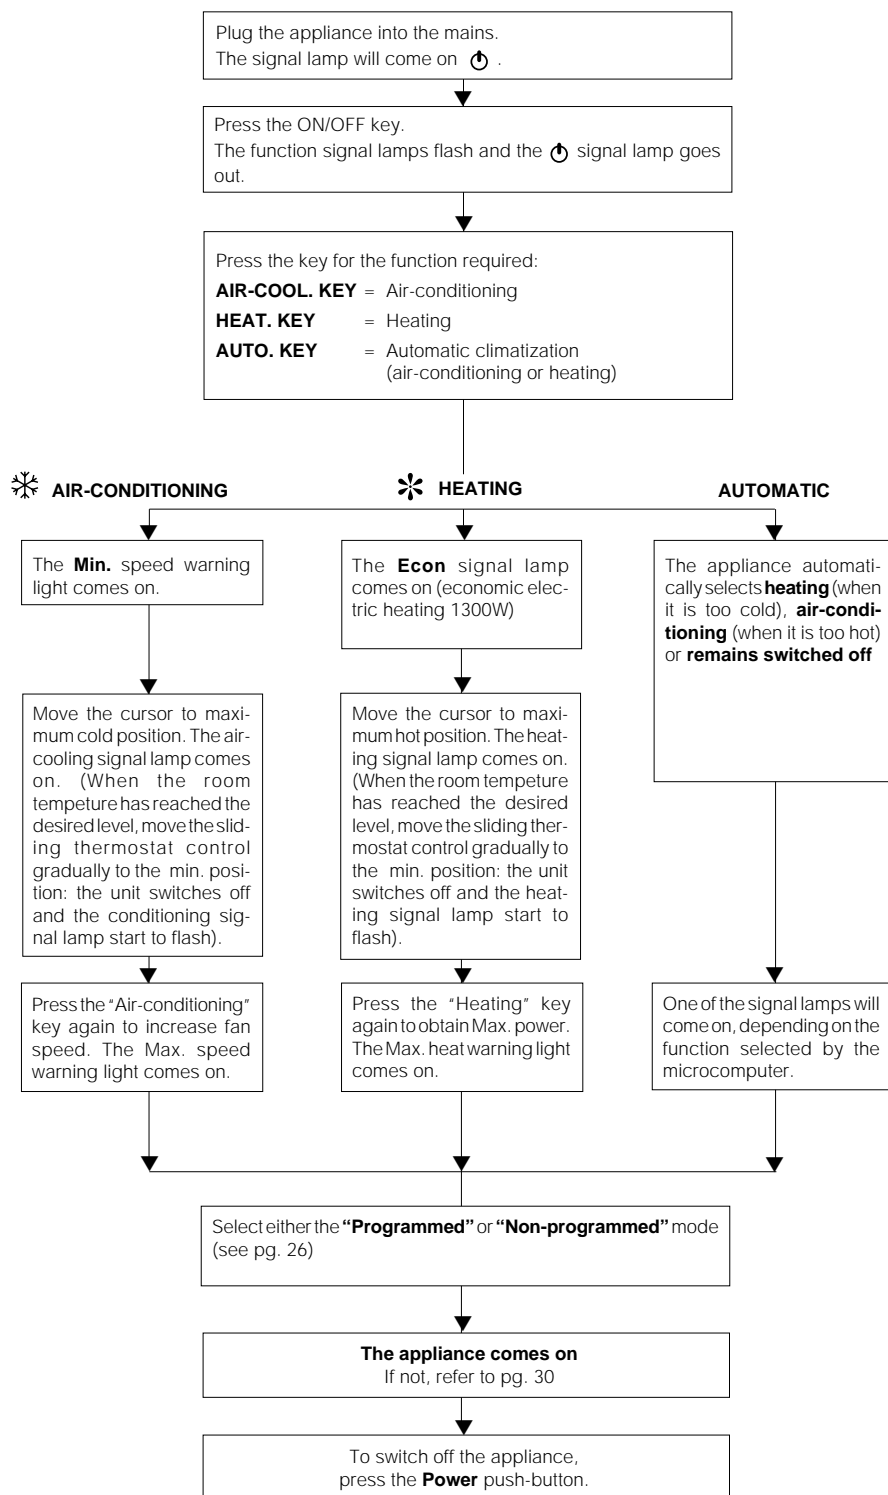 Plug the appliance into the mains.
The signal lamp will come on .
Press the ON/OFF key.
The function signal lamps flash and the signal lamp goes
out.
Press the key for the function required:
AIR-COOL. KEY = Air-conditioning
HEAT. KEY = Heating
AUTO. KEY = Automatic climatization
(air-conditioning or heating)
AIR-CONDITIONING
HEATING
AUTOMATIC
The Min. speed warning
light comes on.
The Econ signal lamp
comes on (economic elec-
tric heating 1300W)
The appliance automati-
cally selects heating (when
it is too cold), air-condi-
tioning (when it is too hot)
or remains switched off
Move the cursor to maxi-
mum cold position. The air-
cooling signal lamp comes
on. (When the room
tempeture has reached the
desired level, move the slid-
ing thermostat control
gradually to the min. posi-
tion: the unit switches off
and the conditioning sig-
nal lamp start to flash).
Move the cursor to maxi-
mum hot position. The heat-
ing signal lamp comes on.
(When the room tempeture
has reached the desired
level, move the sliding ther-
mostat control gradually to
the min. position: the unit
switches off and the heat-
ing signal lamp start to
flash).
Press the "Air-conditioning"
key again to increase fan
speed. The Max. speed
warning light comes on.
Press the "Heating" key
again to obtain Max. power.
The Max. heat warning light
comes on.
One of the signal lamps will
come on, depending on the
function selected by the
microcomputer.
Select either the “Programmed” or “Non-programmed” mode
(see pg. 26)
The appliance comes on
If not, refer to pg. 30
To switch off the appliance,
press the Power push-button.